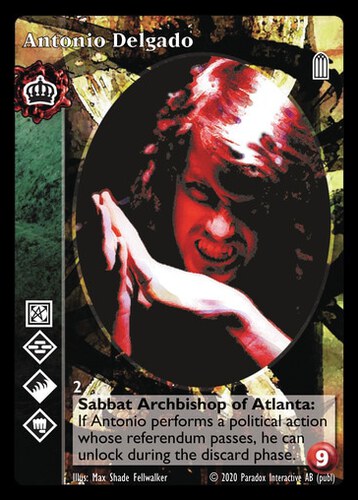 Antonio Delgado
2
Sabbat Archbishop of Atlanta:
If Antonio performs a political action
whose referendum passes, he can
unlock during the discard phase.
9
Illus: Max Shade Fellwalker
© 2020 Paradox Interactive AB (publ)